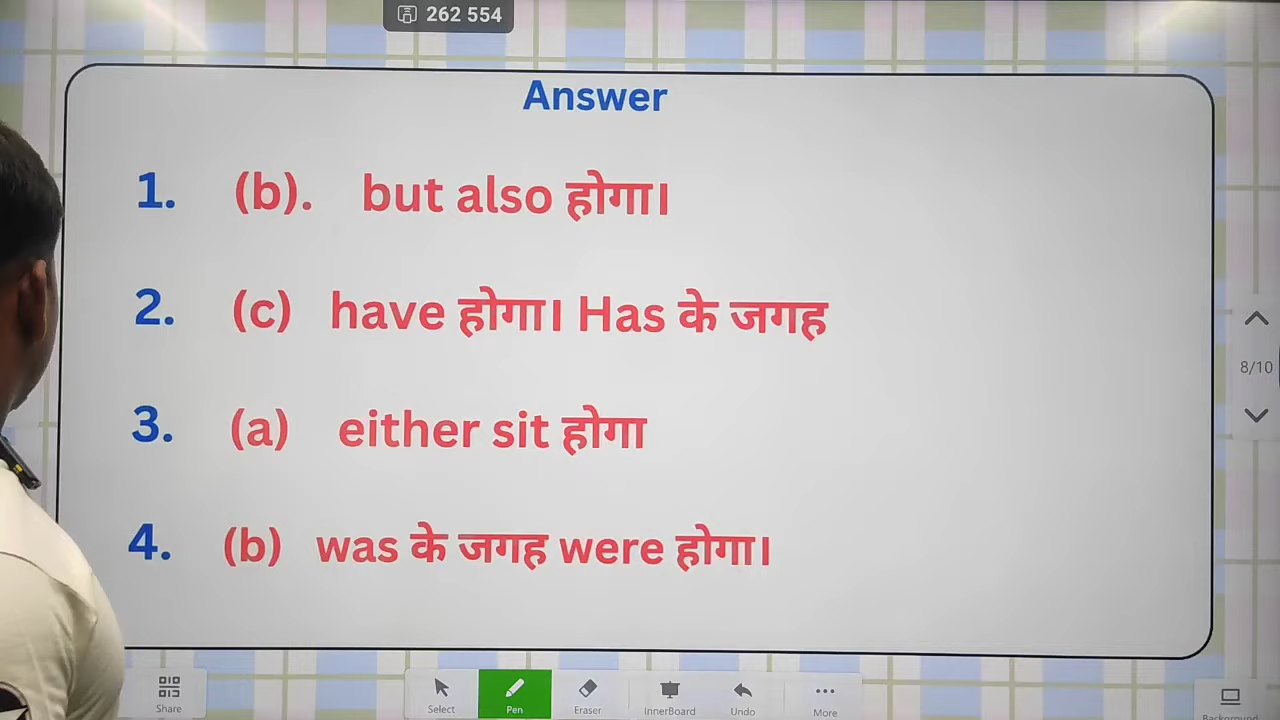 262 554
Answer
1. (b). but also होगा।
2. (c) have होगा। Has के जगह
3. (a) either sit होगा
4. (b) was के जगह were होगा।
8/10
Share
Select
Pen
Eraser
InnerBoard
Undo
More
Background